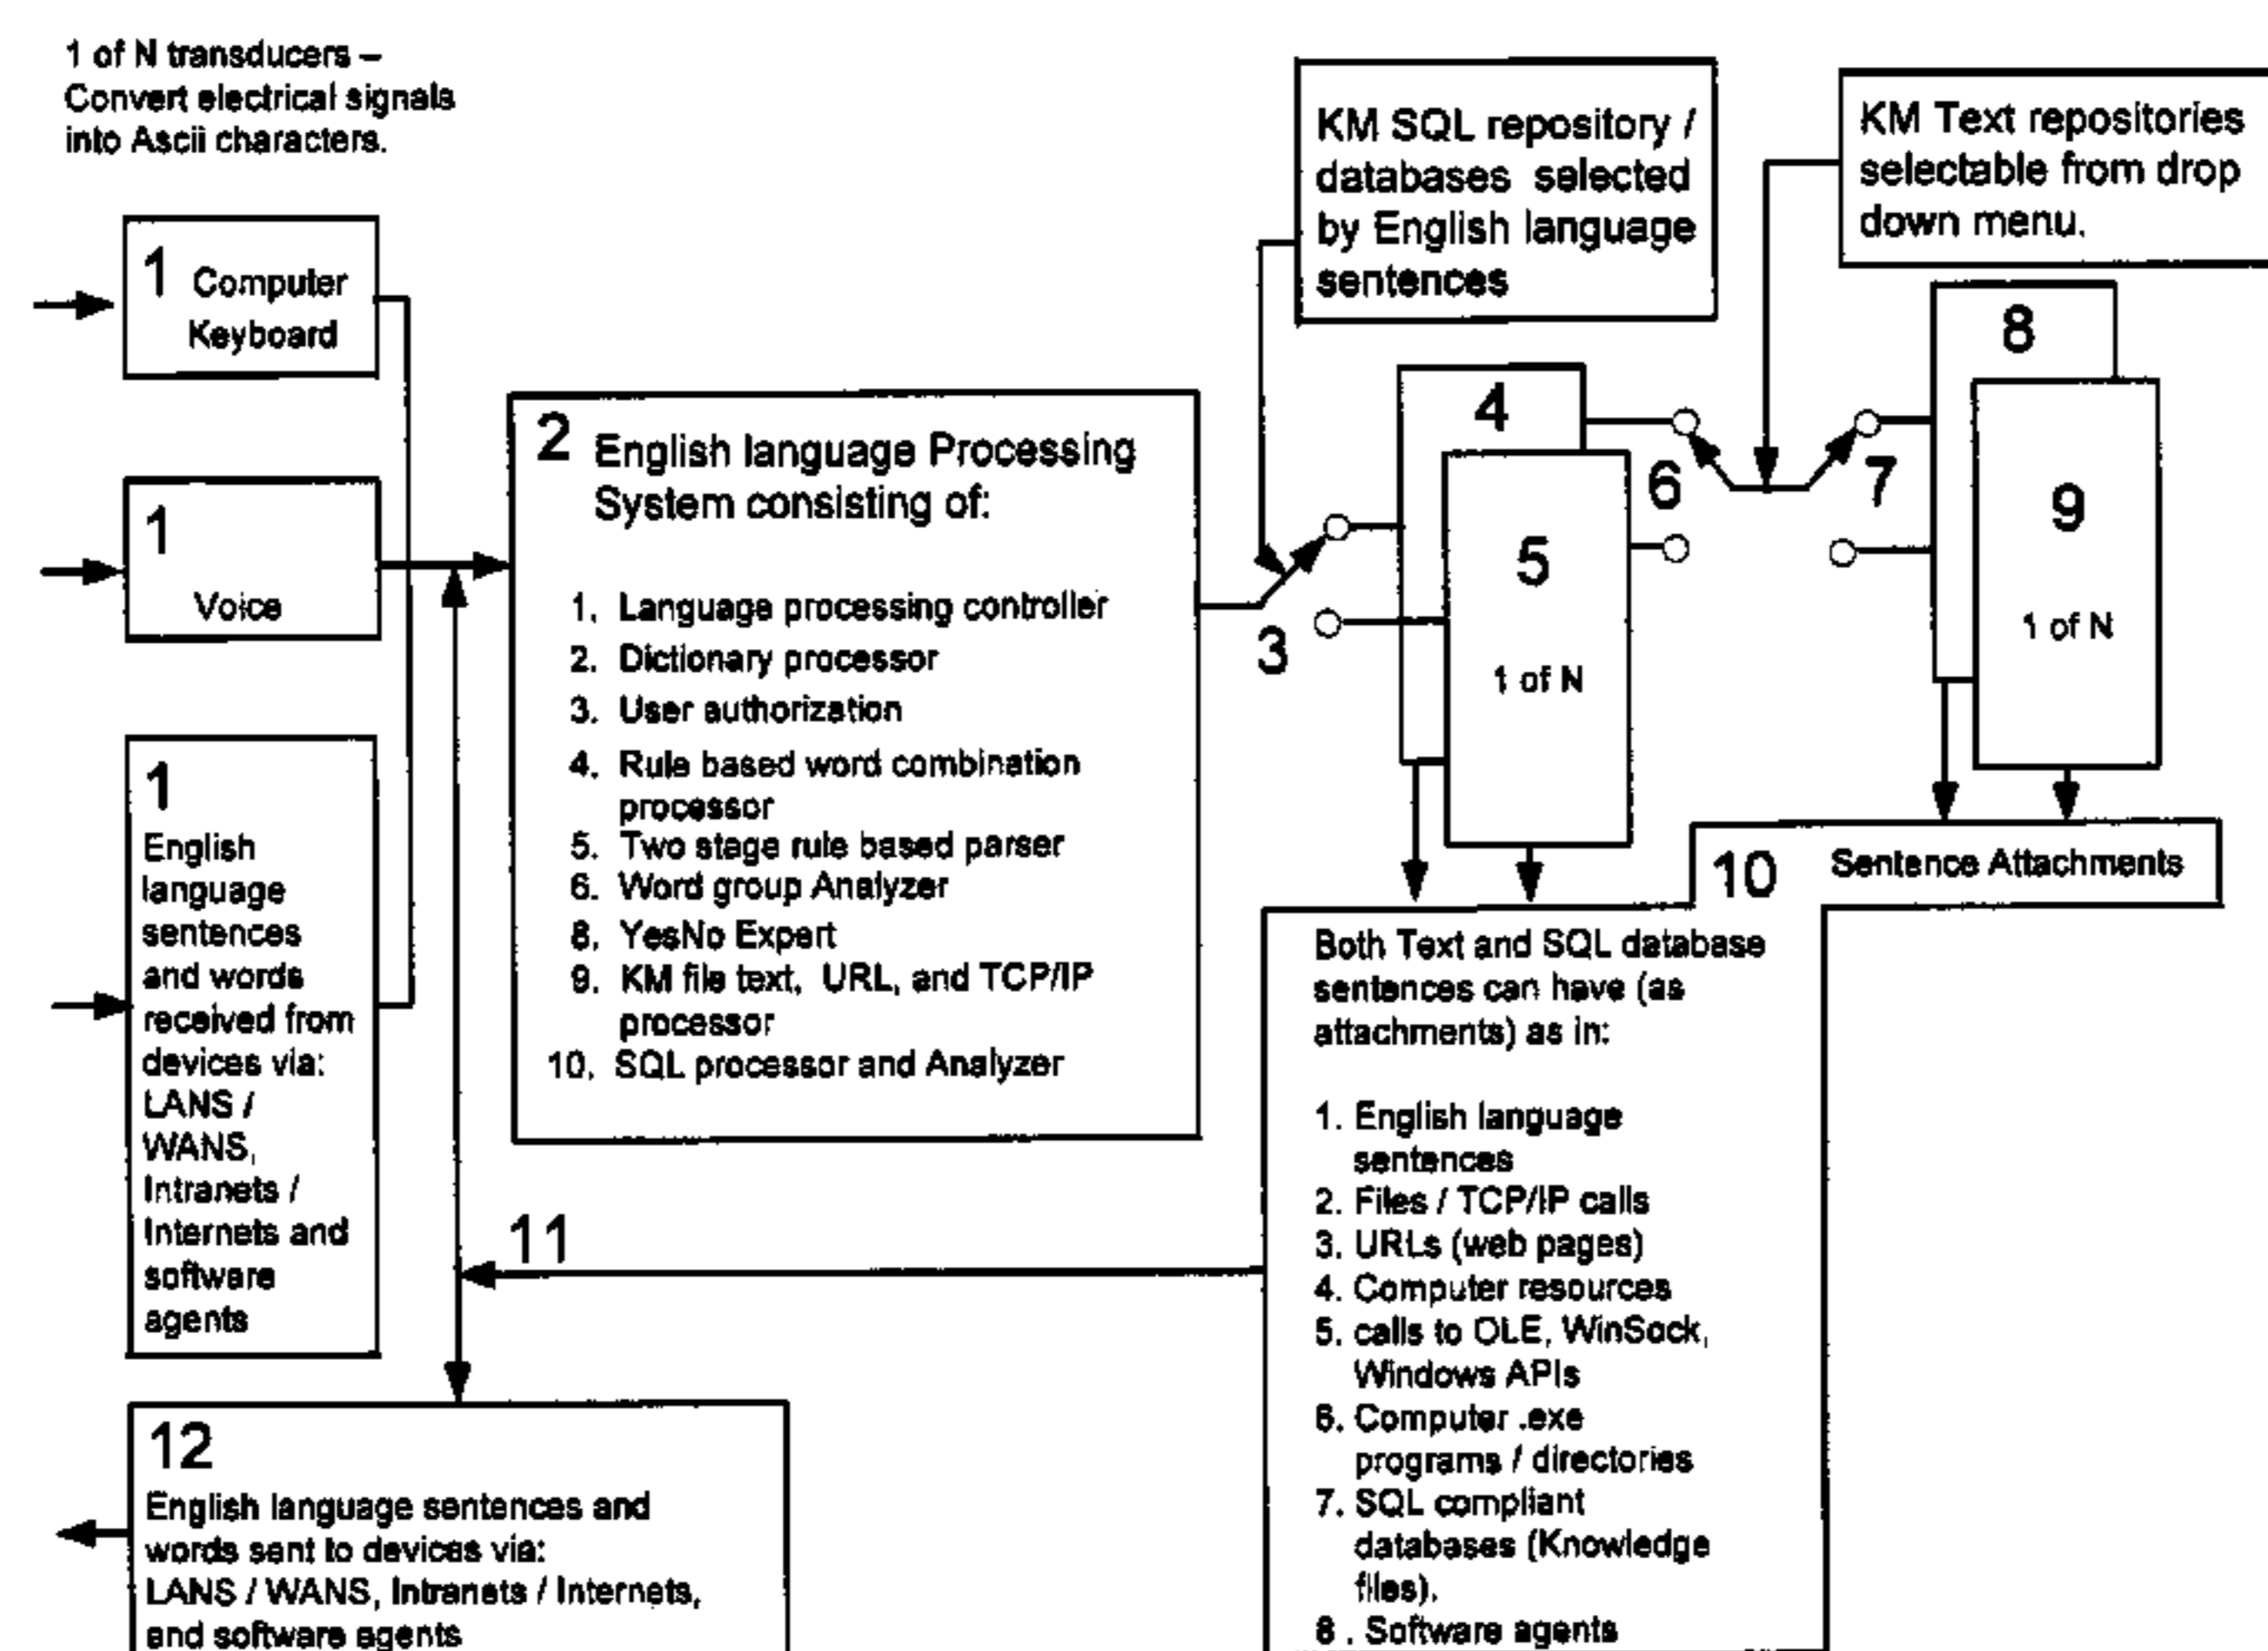 1 of N transducers –
Convert electrical signals
into Ascii characters.
1 Computer
Keyboard
1
Voice
1
English
language
sentences
and words
received from
devices via:
LANS /
WANS,
Intranets /
Internets and
software
agents
2 English language Processing
System consisting of:
1. Language processing controller
2. Dictionary processor
3. User authorization
4. Rule based word combination
processor
5. Two stage rule based parser
6. Word group Analyzer
8. YesNo Expert
9. KM file text, URL, and TCP/IP
processor
10. SQL processor and Analyzer
KM SQL repository /
databases selected
by English language
sentences
KM Text repositories
selectable from drop
down menu.
3
4
5
1 of N
6
7
8
9
1 of N
10 Sentence Attachments
Both Text and SQL database
sentences can have (as
attachments) as in:
1. English language
sentences
2. Files / TCP/IP calls
3. URLs (web pages)
4. Computer resources
5. calls to OLE, WinSock,
Windows APIs
6. Computer .exe
programs / directories
7. SQL compliant
databases (Knowledge
files).
8 . Software agents
11
12
English language sentences and
words sent to devices via:
LANS / WANS, Intranets / Internets,
and software agents